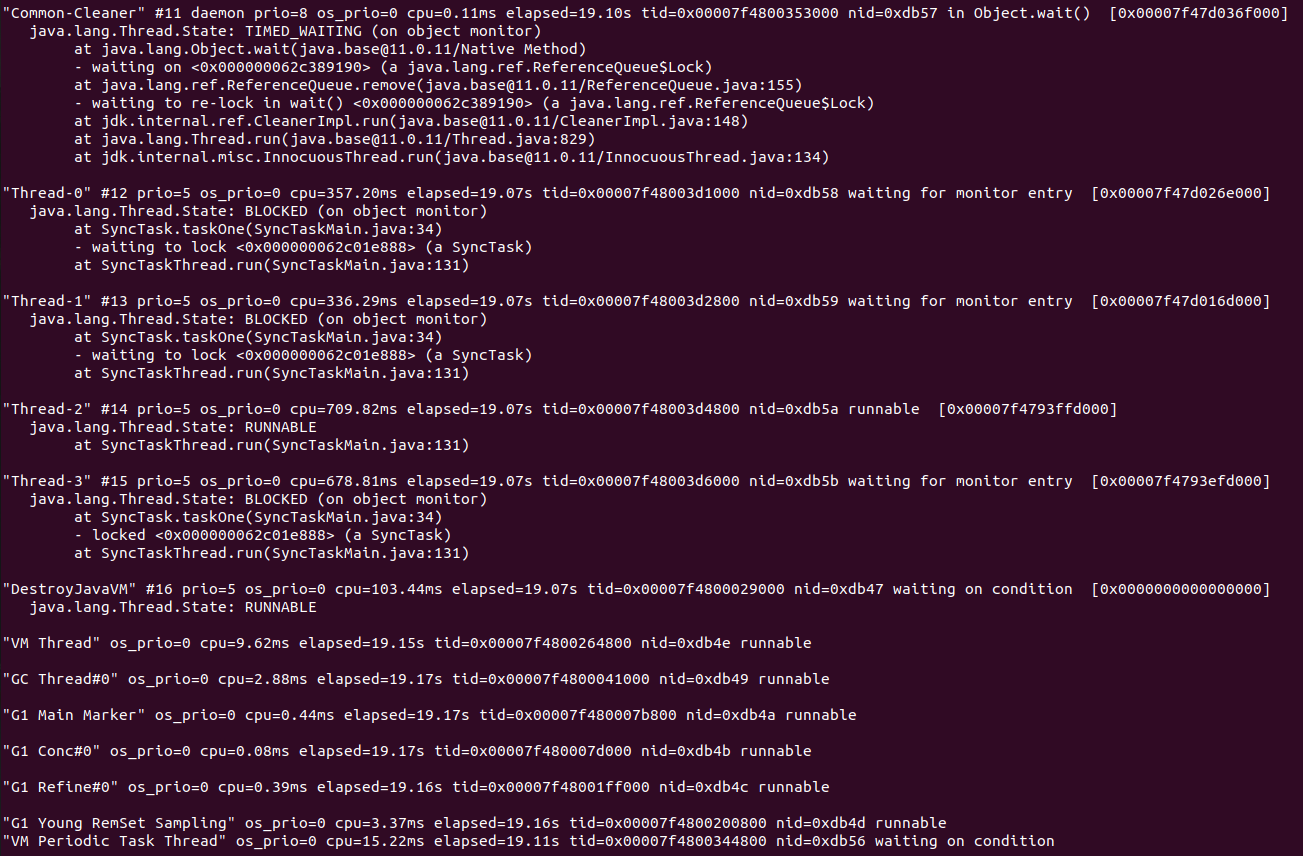 "Common-Cleaner" #11 daemon prio=8 os_prio=0 cpu=0.11ms elapsed=19.10s tid=0x00007f4800353000 nid=0xdb57 in Object.wait()  [0x00007f47d036f000]
   java.lang.Thread.State: TIMED_WAITING (on object monitor)
        at java.lang.Object.wait(java.base@11.0.11/Native Method)
        - waiting on <0x000000062c389190> (a java.lang.ref.ReferenceQueue$Lock)
        at java.lang.ref.ReferenceQueue.remove(java.base@11.0.11/ReferenceQueue.java:155)
        - waiting to re-lock in wait() <0x000000062c389190> (a java.lang.ref.ReferenceQueue$Lock)
        at jdk.internal.ref.CleanerImpl.run(java.base@11.0.11/CleanerImpl.java:148)
        at java.lang.Thread.run(java.base@11.0.11/Thread.java:829)
        at jdk.internal.misc.InnocuousThread.run(java.base@11.0.11/InnocuousThread.java:134)
"Thread-0" #12 prio=5 os_prio=0 cpu=357.20ms elapsed=19.07s tid=0x00007f48003d1000 nid=0xdb58 waiting for monitor entry  [0x00007f47d026e000]
   java.lang.Thread.State: BLOCKED (on object monitor)
        at SyncTask.taskOne(SyncTaskMain.java:34)
        - waiting to lock <0x000000062c01e888> (a SyncTask)
        at SyncTaskThread.run(SyncTaskMain.java:131)
"Thread-1" #13 prio=5 os_prio=0 cpu=336.29ms elapsed=19.07s tid=0x00007f48003d2800 nid=0xdb59 waiting for monitor entry  [0x00007f47d016d000]
   java.lang.Thread.State: BLOCKED (on object monitor)
        at SyncTask.taskOne(SyncTaskMain.java:34)
        - waiting to lock <0x000000062c01e888> (a SyncTask)
        at SyncTaskThread.run(SyncTaskMain.java:131)
"Thread-2" #14 prio=5 os_prio=0 cpu=709.82ms elapsed=19.07s tid=0x00007f48003d4800 nid=0xdb5a runnable  [0x00007f4793ffd000]
   java.lang.Thread.State: RUNNABLE
        at SyncTaskThread.run(SyncTaskMain.java:131)
"Thread-3" #15 prio=5 os_prio=0 cpu=678.81ms elapsed=19.07s tid=0x00007f48003d6000 nid=0xdb5b waiting for monitor entry  [0x00007f4793efd000]
   java.lang.Thread.State: BLOCKED (on object monitor)
        at SyncTask.taskOne(SyncTaskMain.java:34)
        - locked <0x000000062c01e888> (a SyncTask)
        at SyncTaskThread.run(SyncTaskMain.java:131)
"DestroyJavaVM" #16 prio=5 os_prio=0 cpu=103.44ms elapsed=19.07s tid=0x00007f4800029000 nid=0xdb47 waiting on condition  [0x0000000000000000]
   java.lang.Thread.State: RUNNABLE
"VM Thread" os_prio=0 cpu=9.62ms elapsed=19.15s tid=0x00007f4800264800 nid=0xdb4e runnable
"GC Thread#0" os_prio=0 cpu=2.88ms elapsed=19.17s tid=0x00007f4800041000 nid=0xdb49 runnable
"G1 Main Marker" os_prio=0 cpu=0.44ms elapsed=19.17s tid=0x00007f480007b800 nid=0xdb4a runnable
"G1 Conc#0" os_prio=0 cpu=0.08ms elapsed=19.17s tid=0x00007f480007d000 nid=0xdb4b runnable
"G1 Refine#0" os_prio=0 cpu=0.39ms elapsed=19.16s tid=0x00007f48001ff000 nid=0xdb4c runnable
"G1 Young RemSet Sampling" os_prio=0 cpu=3.37ms elapsed=19.16s tid=0x00007f4800200800 nid=0xdb4d runnable
"VM Periodic Task Thread" os_prio=0 cpu=15.22ms elapsed=19.11s tid=0x00007f4800344800 nid=0xdb56 waiting on condition